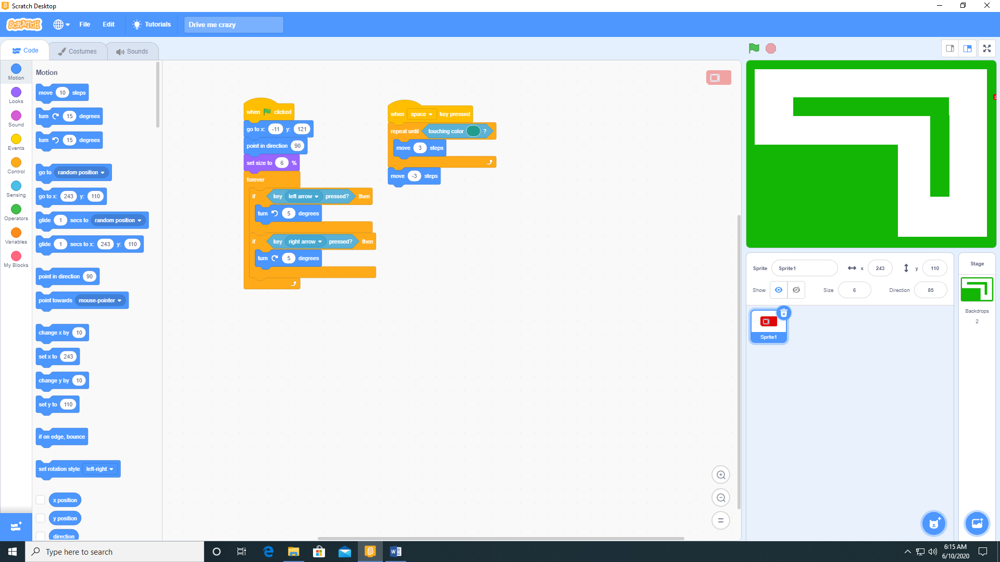 Scratch Desktop
SCRATCH
File
Edit
Tutorials
Drive me crazy
Code
Costumes
Sounds
Motion
Looks
Sound
Events
Control
Sensing
Operators
Variables
My Blocks
Motion
move 10 steps
turn 15 degrees
turn 15 degrees
go to random position
go to x: 243 y: 110
glide 1 secs to random position
glide 1 secs to x: 243 y: 110
point in direction 90
point towards mouse-pointer
change x by 10
set x to 243
change y by 10
set y to 110
if on edge, bounce
set rotation style left-right
x position
y position
direction
when clicked
go to x: -11 y: 121
point in direction 90
set size to 6 %
forever
if key left arrow pressed? then
turn 5 degrees
if key right arrow pressed? then
turn 5 degrees
when space key pressed
repeat until touching color ?
move 3 steps
move -3 steps
Sprite Sprite1 x 243 y 110
Show Size 6 Direction 85
Sprite1
Stage
Backdrops
2
Type here to search
6:15 AM
6/10/2020